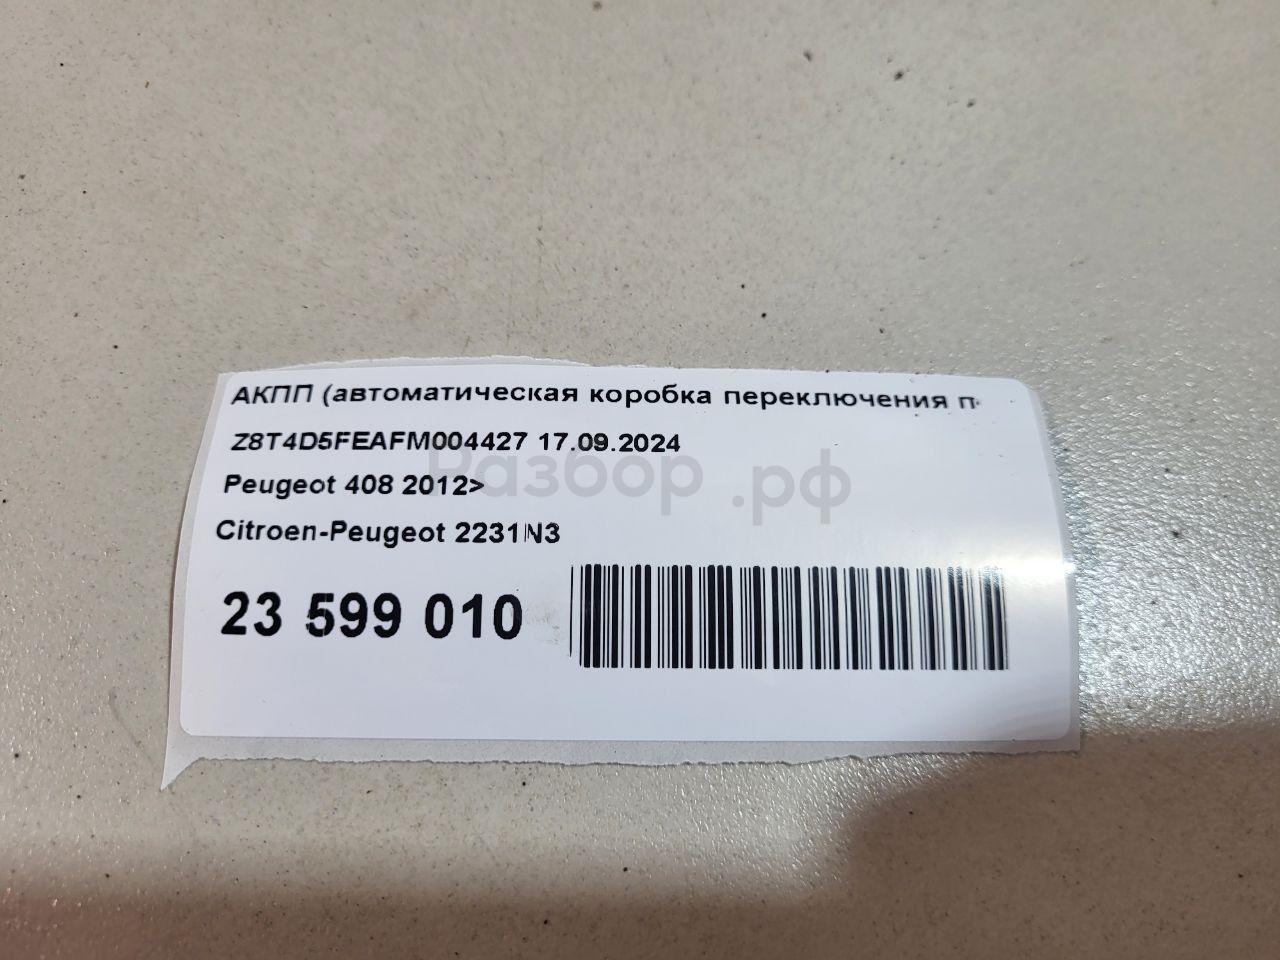 АКПП (автоматическая коробка переключения п
Z8T4D5FEAFM004427 17.09.2024
Разбор.рф
Peugeot 408 2012>
Citroen-Peugeot 2231N3
23 599 010